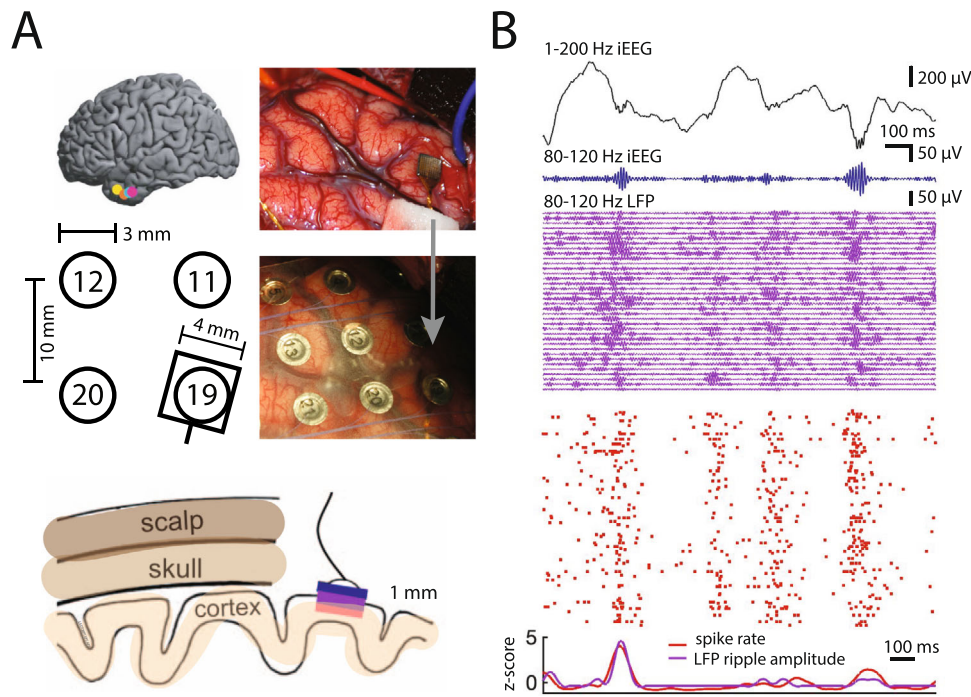 A
3 mm
12
11
10 mm
4 mm
20
19
scalp
skull
cortex
1 mm
B
1-200 Hz iEEG
200 µV
100 ms
80-120 Hz iEEG
50 µV
80-120 Hz LFP
50 µV
5
0
z-score
spike rate
LFP ripple amplitude
100 ms